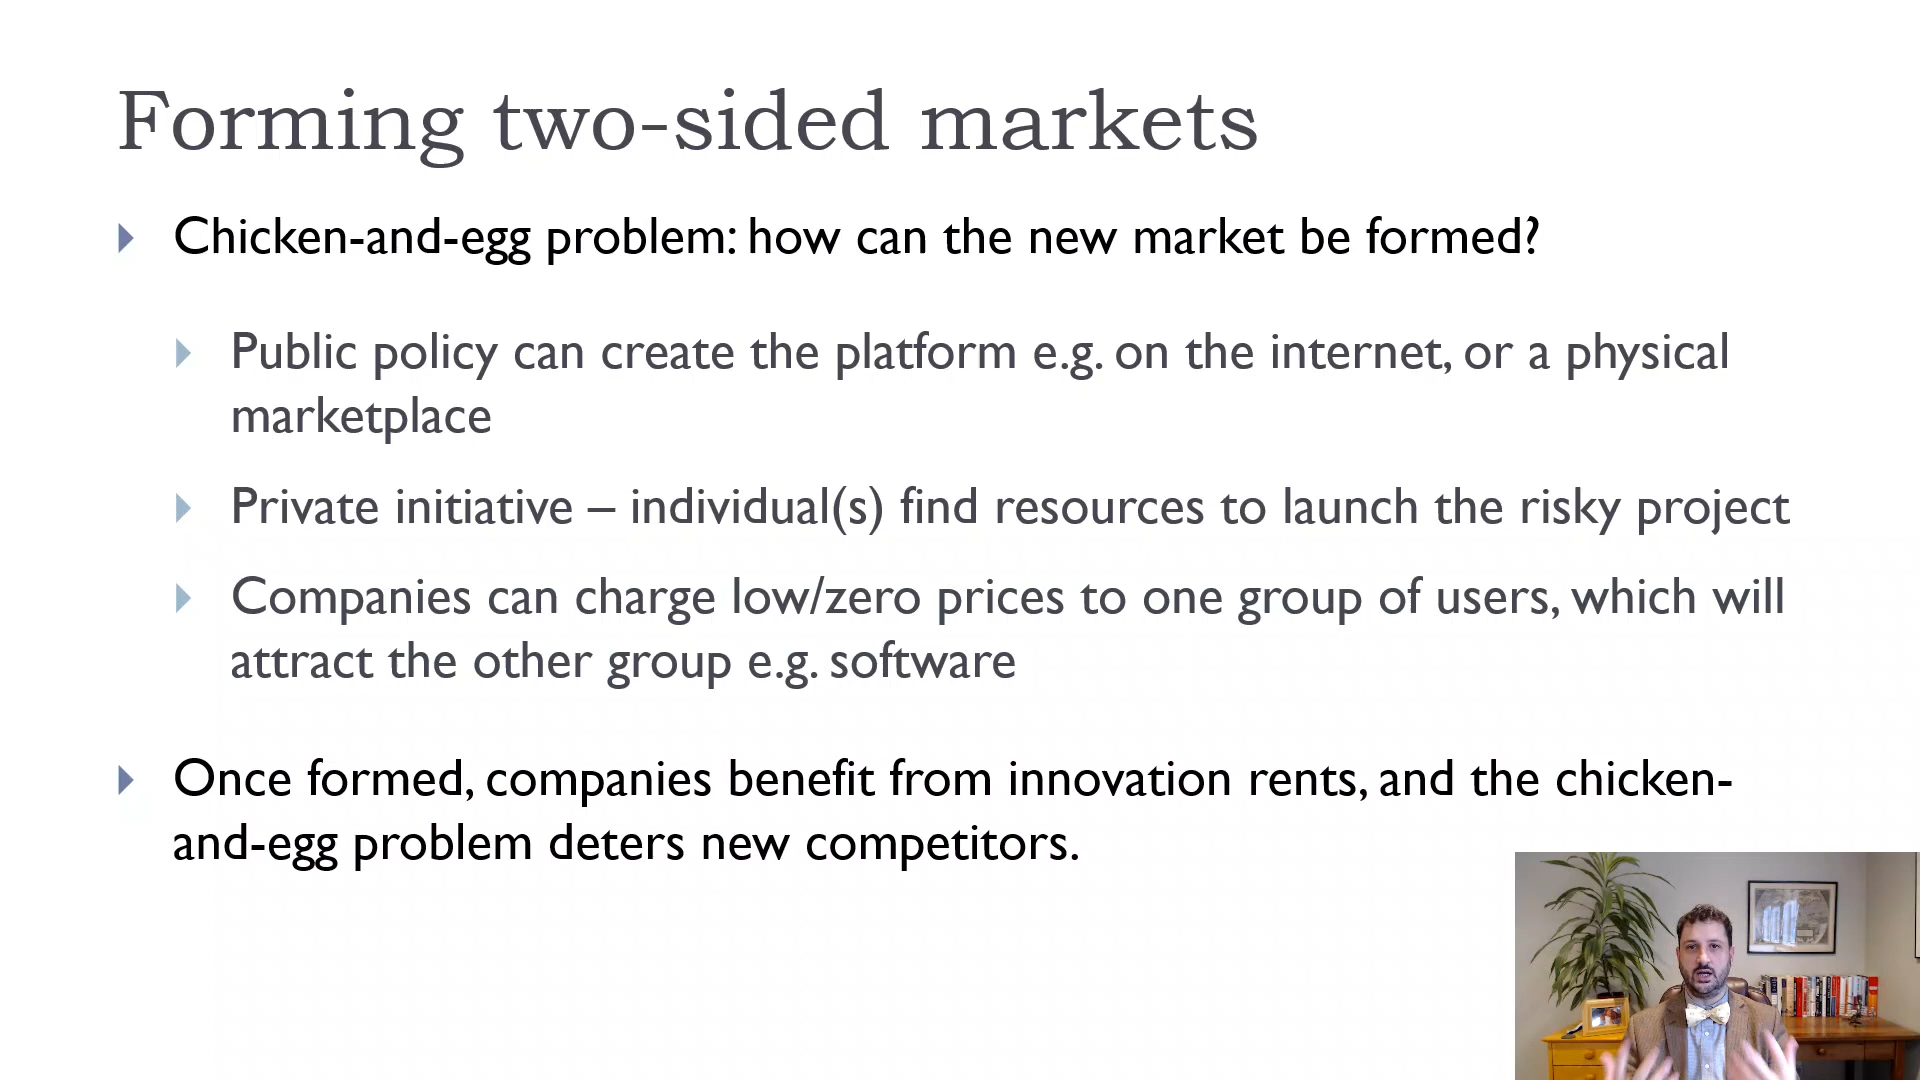 Forming two-sided markets
Chicken-and-egg problem: how can the new market be formed?
Public policy can create the platform e.g. on the internet, or a physical
marketplace
Private initiative – individual(s) find resources to launch the risky project
Companies can charge low/zero prices to one group of users, which will
attract the other group e.g. software
Once formed, companies benefit from innovation rents, and the chicken-
and-egg problem deters new competitors.